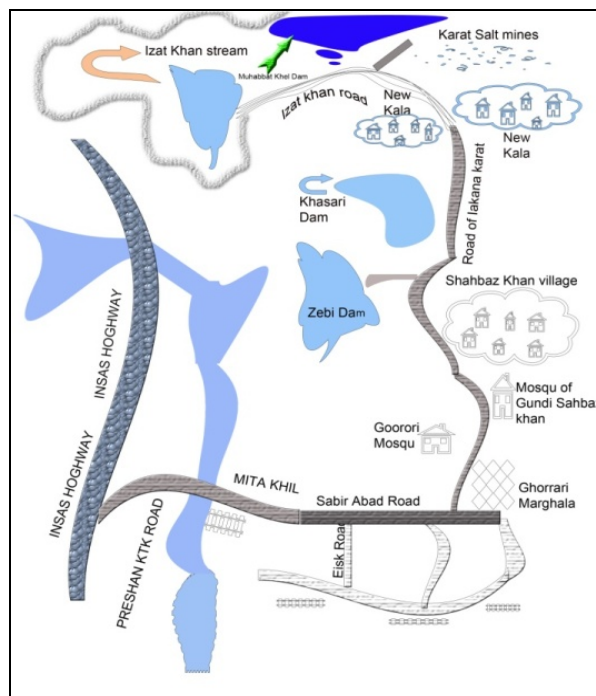 Izat Khan stream
Muhabbat Khel Dam
Karat Salt mines
Izat khan road
New
Kala
New
Kala
Road of lakana karat
Khasari
Dam
Shahbaz Khan village
Zebi Dam
INSAS HOGHWAY
Mosqu of
Gundi Sahbaz
khan
Goorori
Mosqu
INSAS HOGHWAY
MITA KHIL
Sabir Abad Road
Ghorrari
Marghala
PRESHAN KTK ROAD
Eisk Road